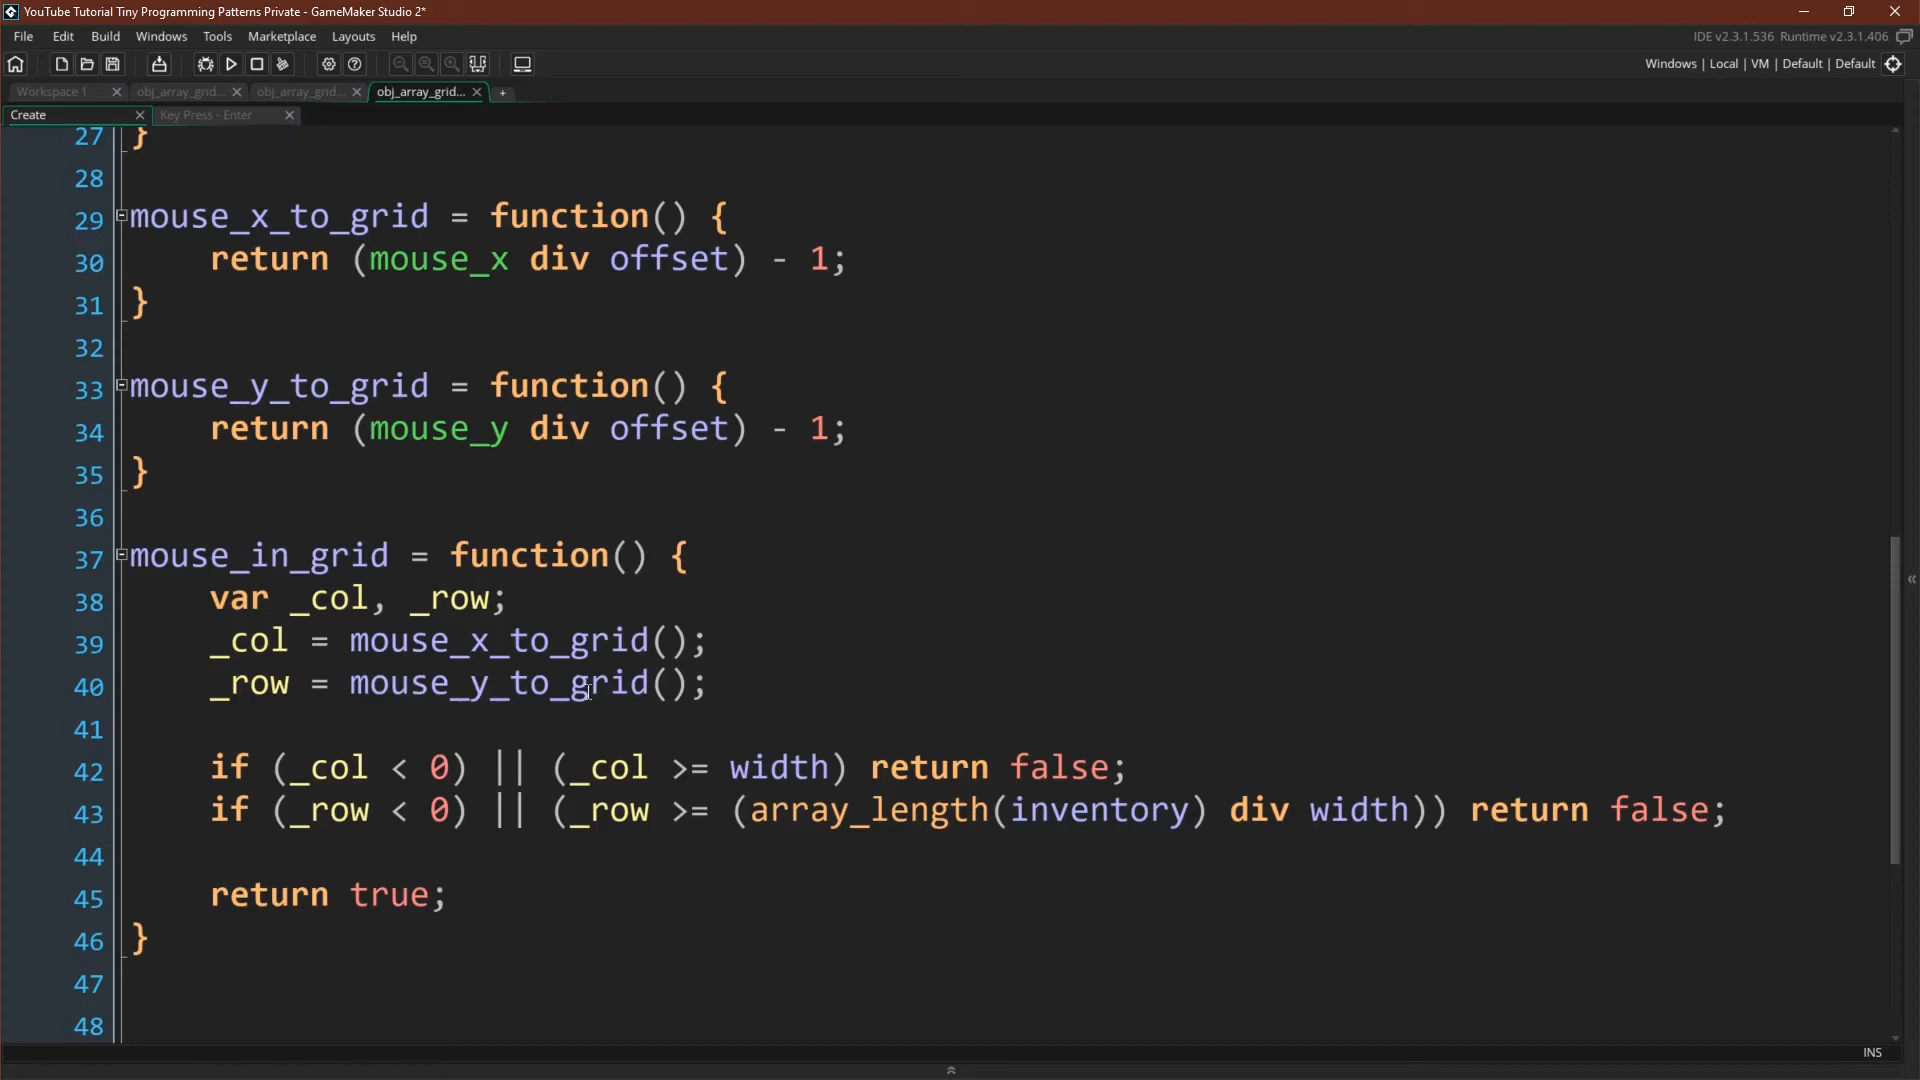 YouTube Tutorial Tiny Programming Patterns Private - GameMaker Studio 2*
File Edit Build Windows Tools Marketplace Layouts Help
IDE v2.3.1.536 Runtime v2.3.1.406
Windows | Local | VM | Default | Default
Workspace 1 obj_array_grid... obj_array_grid... obj_array_grid... +
Create Key Press - Enter
27 }
28
29 mouse_x_to_grid = function() {
30 return (mouse_x div offset) - 1;
31 }
32
33 mouse_y_to_grid = function() {
34 return (mouse_y div offset) - 1;
35 }
36
37 mouse_in_grid = function() {
38 var _col, _row;
39 _col = mouse_x_to_grid();
40 _row = mouse_y_to_grid();
41
42 if (_col < 0) || (_col >= width) return false;
43 if (_row < 0) || (_row >= (array_length(inventory) div width)) return false;
44
45 return true;
46 }
47
48
INS